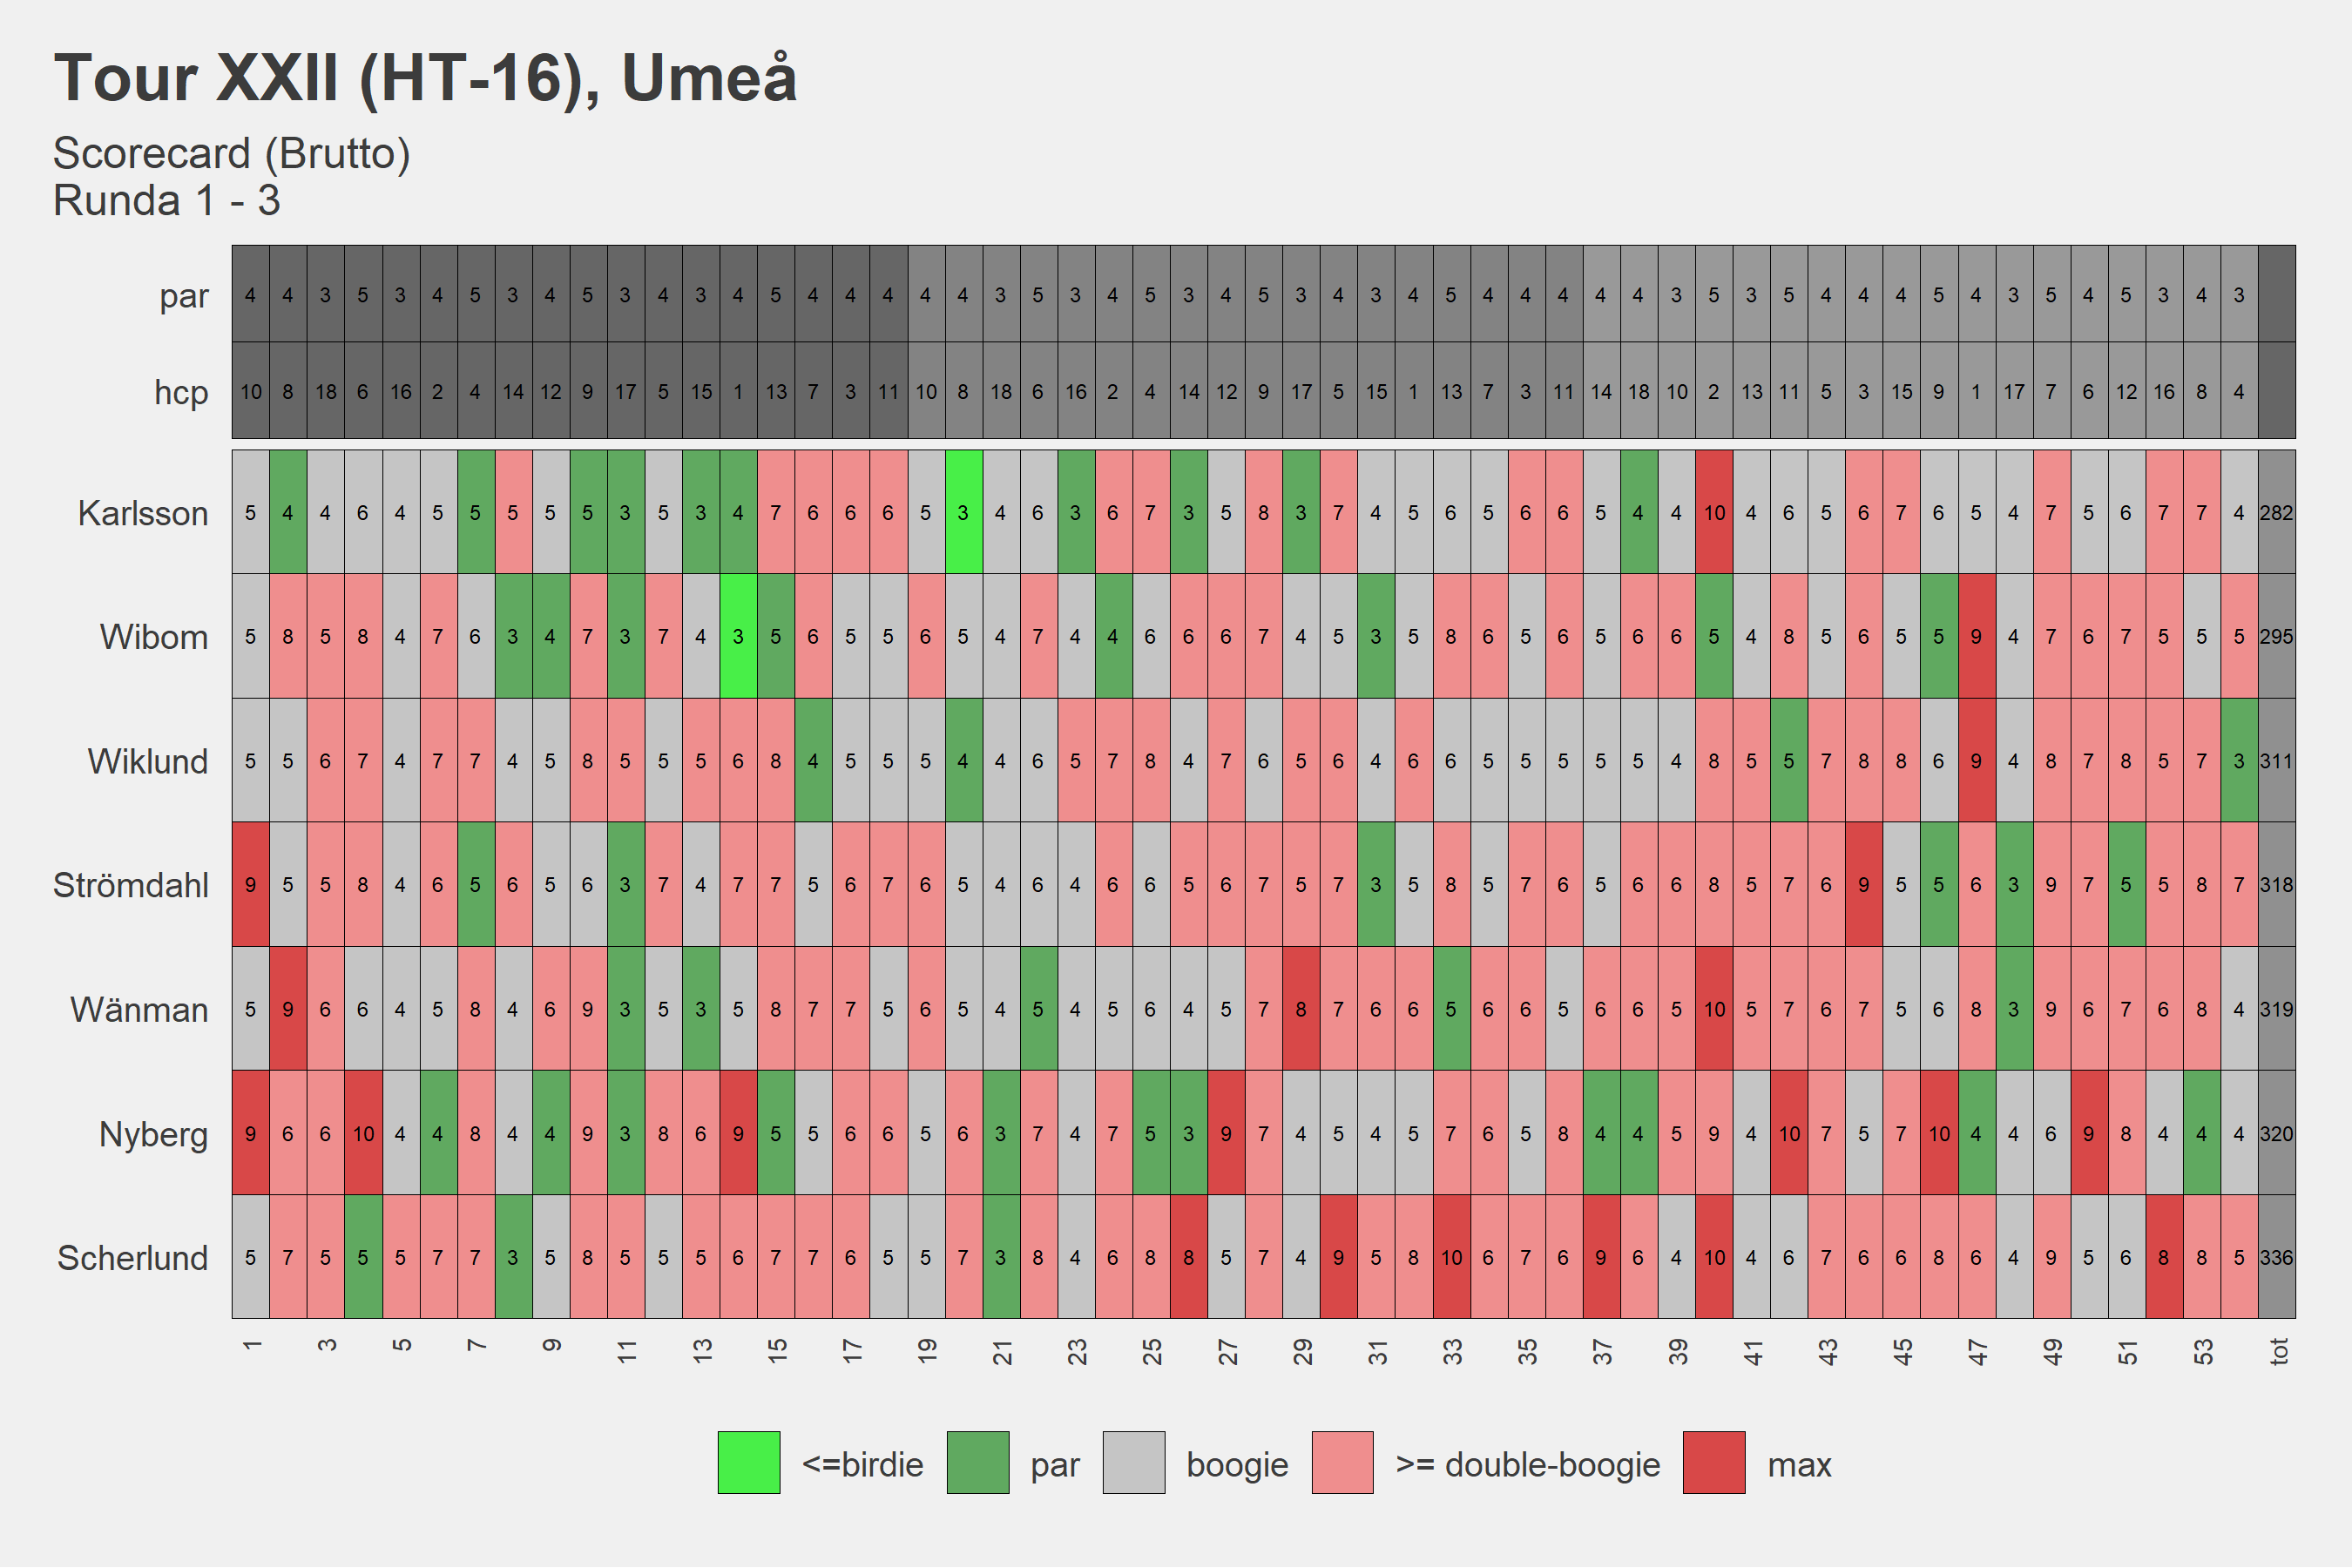 Tour XXII (HT-16), Umeå
Scorecard (Brutto)
Runda 1 - 3
par 4 4 3 5 3 4 5 3 4 5 3 4 3 4 5 4 4 4 4 4 3 5 3 4 5 3 4 5 3 4 3 4 5 4 4 4 4 4 3 5 3 5 4 4 4 5 4 3 5 4 5 3 4 3
hcp 10 8 18 6 16 2 4 14 12 9 17 5 15 1 13 7 3 11 10 8 18 6 16 2 4 14 12 9 17 5 15 1 13 7 3 11 14 18 10 2 13 11 5 3 15 9 1 17 7 6 12 16 8 4
Karlsson 5 4 4 6 4 5 5 5 5 5 3 5 3 4 7 6 6 6 5 3 4 6 3 6 7 3 5 8 3 7 4 5 6 5 6 6 5 4 4 10 4 6 5 6 7 6 5 4 7 5 6 7 7 4 282
Wibom 5 8 5 8 4 7 6 3 4 7 3 7 4 3 5 6 5 5 6 5 4 7 4 4 6 6 6 7 4 5 3 5 8 6 5 6 5 6 6 5 4 8 5 6 5 5 9 4 7 6 7 5 5 5 295
Wiklund 5 5 6 7 4 7 7 4 5 8 5 5 5 6 8 4 5 5 5 4 4 6 5 7 8 4 7 6 5 6 4 6 6 5 5 5 5 5 4 8 5 5 7 8 8 6 9 4 8 7 8 5 7 3 311
Strömdahl 9 5 5 8 4 6 5 6 5 6 3 7 4 7 7 5 6 7 6 5 4 6 4 6 6 5 6 7 5 7 3 5 8 5 7 6 5 6 6 8 5 7 6 9 5 5 6 3 9 7 5 5 8 7 318
Wänman 5 9 6 6 4 5 8 4 6 9 3 5 3 5 8 7 7 5 6 5 4 5 4 5 6 4 5 7 8 7 6 6 5 6 6 5 6 6 5 10 5 7 6 7 5 6 8 3 9 6 7 6 8 4 319
Nyberg 9 6 6 10 4 4 8 4 4 9 3 8 6 9 5 5 6 6 5 6 3 7 4 7 5 3 9 7 4 5 4 5 7 6 5 8 4 4 5 9 4 10 7 5 7 10 4 4 6 9 8 4 4 4 320
Scherlund 5 7 5 5 5 7 7 3 5 8 5 5 5 6 7 7 6 5 5 7 3 8 4 6 8 8 5 7 4 9 5 8 10 6 7 6 9 6 4 10 4 6 7 6 6 8 6 4 9 5 6 8 8 5 336
1 3 5 7 9 11 13 15 17 19 21 23 25 27 29 31 33 35 37 39 41 43 45 47 49 51 53 tot
<=birdie par boogie >= double-boogie max